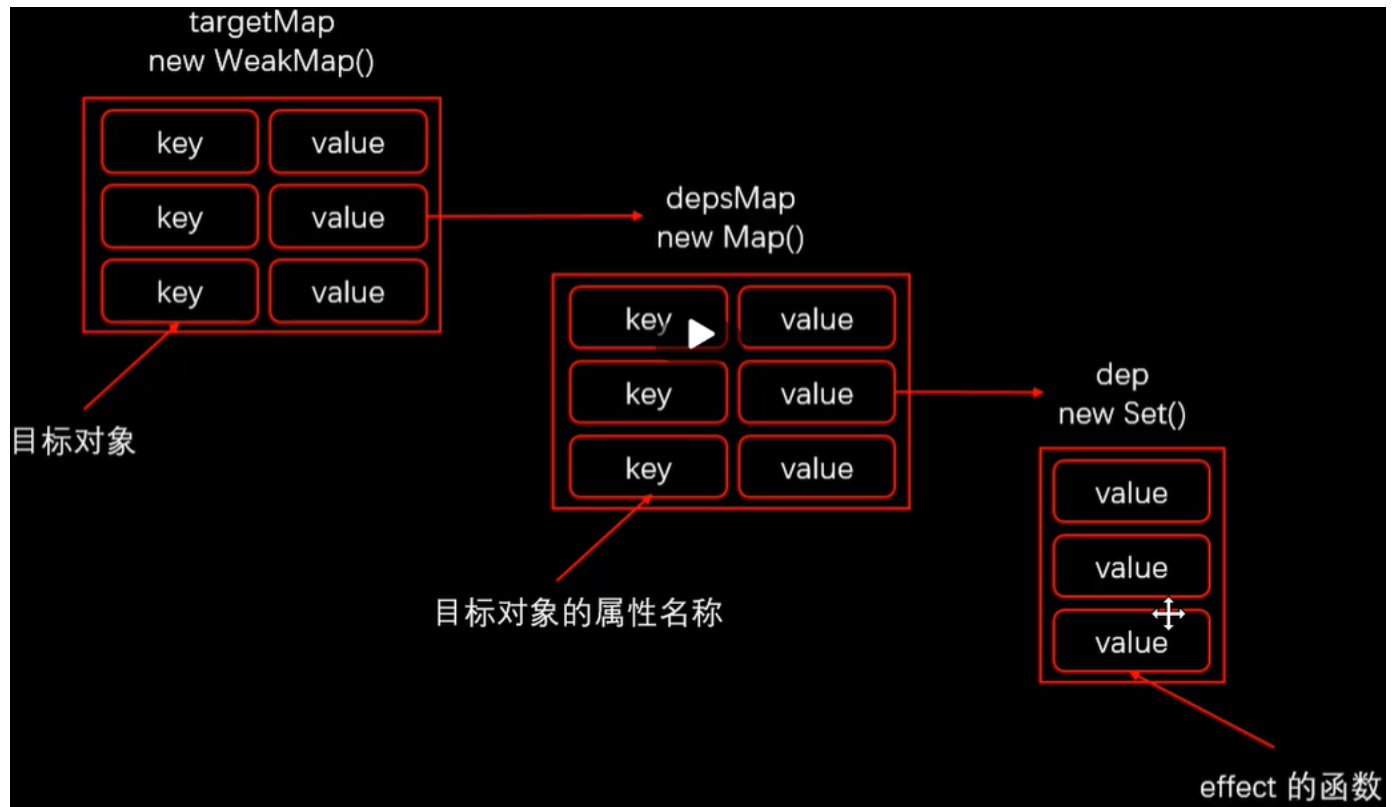 targetMap
new WeakMap()
key value
key value
key value
目标对象
depsMap
new Map()
key value
key value
key value
目标对象的属性名称
dep
new Set()
value
value
value
effect 的函数